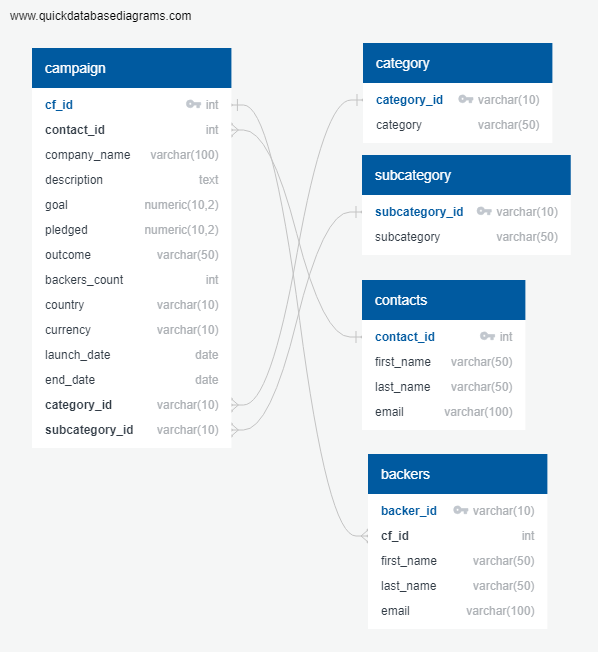 www.quickdatabasediagrams.com
campaign
cf_id int
contact_id int
company_name varchar(100)
description text
goal numeric(10,2)
pledged numeric(10,2)
outcome varchar(50)
backers_count int
country varchar(10)
currency varchar(10)
launch_date date
end_date date
category_id varchar(10)
subcategory_id varchar(10)
category
category_id varchar(10)
category varchar(50)
subcategory
subcategory_id varchar(10)
subcategory varchar(50)
contacts
contact_id int
first_name varchar(50)
last_name varchar(50)
email varchar(100)
backers
backer_id varchar(10)
cf_id int
first_name varchar(50)
last_name varchar(50)
email varchar(100)